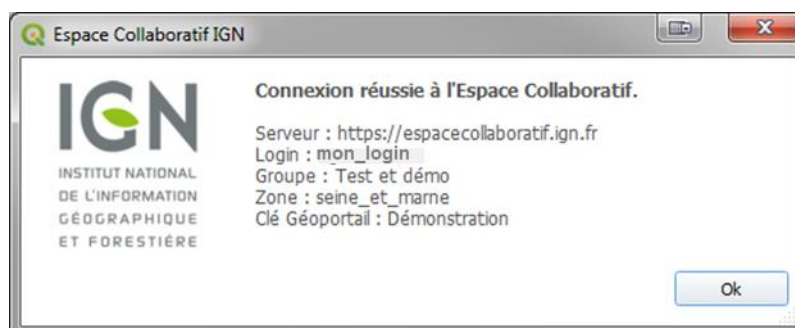 Espace Collaboratif IGN
IGN
INSTITUT NATIONAL
DE L'INFORMATION
GÉOGRAPHIQUE
ET FORESTIÈRE
Connexion réussie à l'Espace Collaboratif.
Serveur : https://espacecollaboratif.ign.fr
Login : mon_login
Groupe : Test et démo
Zone : seine_et_marne
Clé Géoportail : Démonstration
Ok